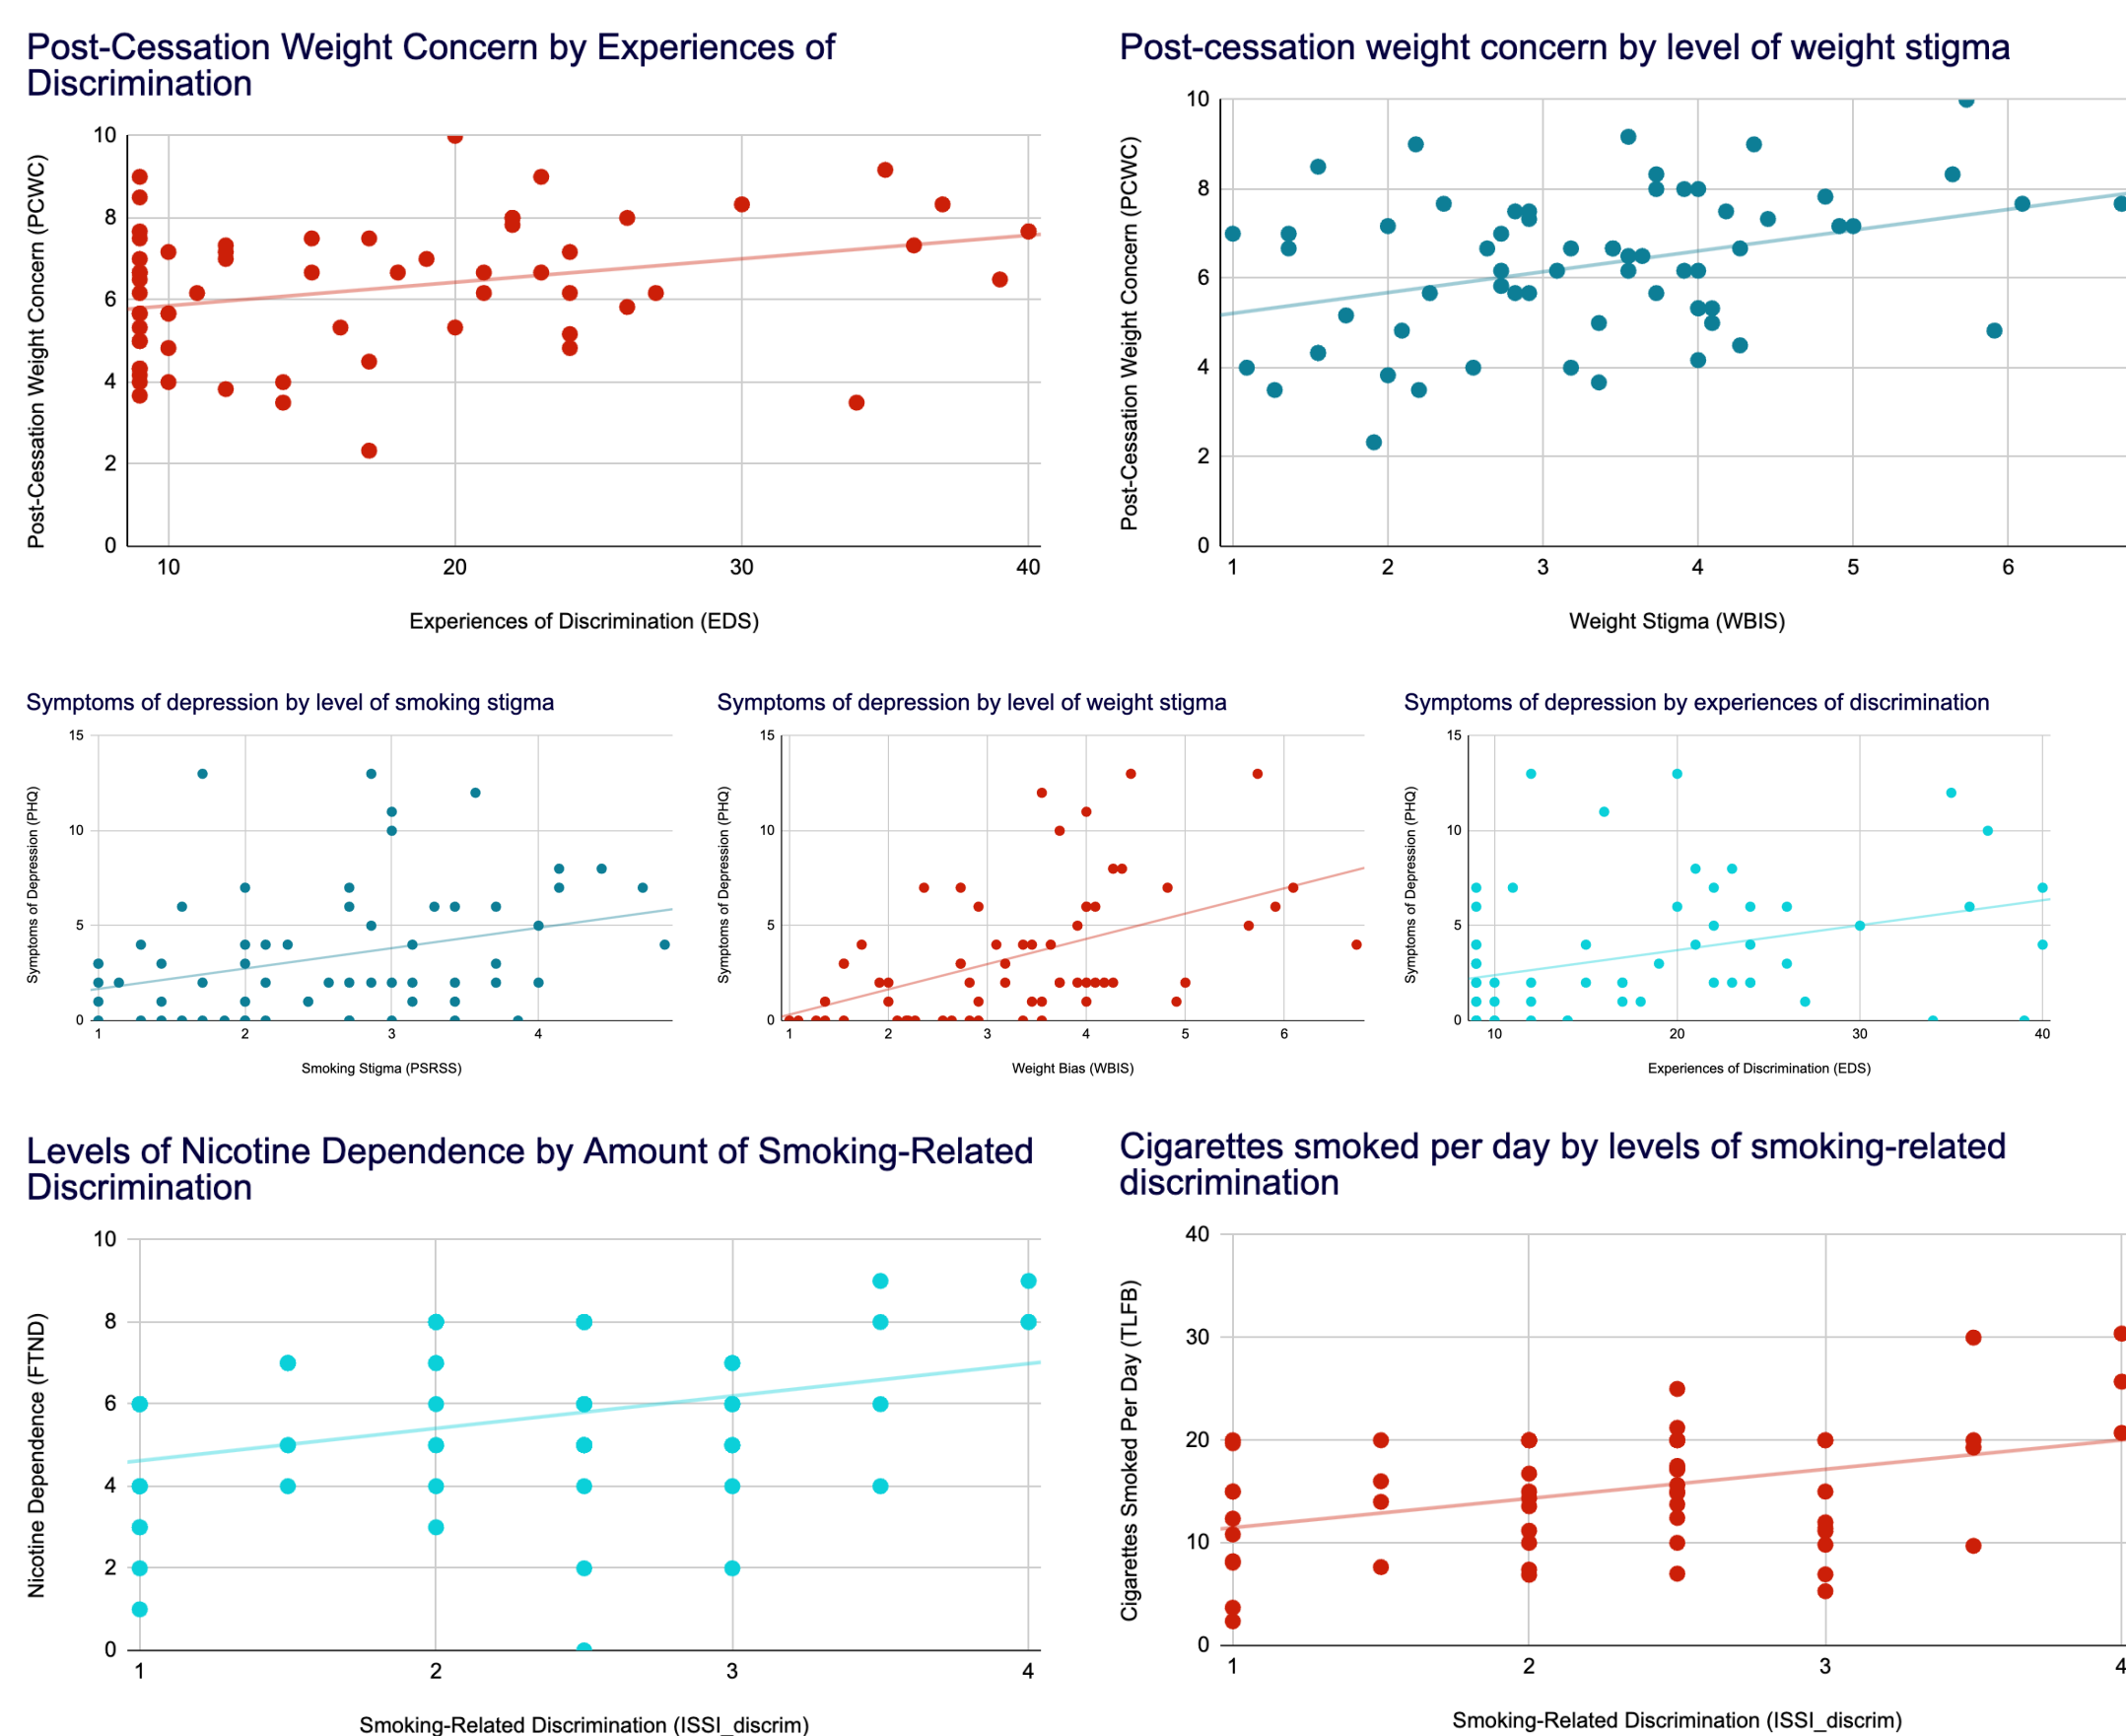 Post-Cessation Weight Concern by Experiences of
Discrimination
Post-Cessation Weight Concern (PCWC)
10
8
6
4
2
0
10 20 30 40
Experiences of Discrimination (EDS)
Post-cessation weight concern by level of weight stigma
Post-Cessation Weight Concern (PCWC)
10
8
6
4
2
0
1 2 3 4 5 6
Weight Stigma (WBIS)
Symptoms of depression by level of smoking stigma
Symptoms of Depression (PHQ)
15
10
5
0
1 2 3 4
Smoking Stigma (PSRSS)
Symptoms of depression by level of weight stigma
Symptoms of Depression (PHQ)
15
10
5
0
1 2 3 4 5 6
Weight Bias (WBIS)
Symptoms of depression by experiences of discrimination
Symptoms of Depression (PHQ)
15
10
5
0
10 20 30 40
Experiences of Discrimination (EDS)
Levels of Nicotine Dependence by Amount of Smoking-Related
Discrimination
Nicotine Dependence (FTND)
10
8
6
4
2
0
1 2 3 4
Smoking-Related Discrimination (ISSI_discrim)
Cigarettes smoked per day by levels of smoking-related
discrimination
Cigarettes Smoked Per Day (TLFB)
40
30
20
10
0
1 2 3 4
Smoking-Related Discrimination (ISSI_discrim)